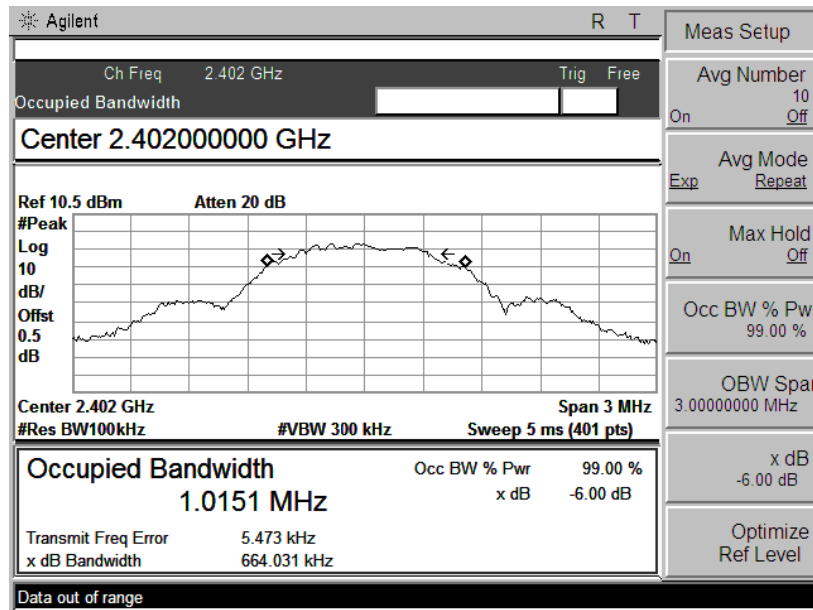 Agilent R T
Meas Setup
Ch Freq 2.402 GHz Trig Free
Occupied Bandwidth
Center 2.402000000 GHz
Ref 10.5 dBm Atten 20 dB
#Peak
Log
10
dB/
Offst
0.5
dB
Center 2.402 GHz Span 3 MHz
#Res BW100kHz #VBW 300 kHz Sweep 5 ms (401 pts)
Occupied Bandwidth
1.0151 MHz
Occ BW % Pwr 99.00 %
x dB -6.00 dB
Transmit Freq Error 5.473 kHz
x dB Bandwidth 664.031 kHz
Avg Number
10
On Off
Avg Mode
Exp Repeat
Max Hold
On Off
Occ BW % Pw
99.00 %
OBW Spa
3.00000000 MHz
x dB
-6.00 dB
Optimize
Ref Level
Data out of range